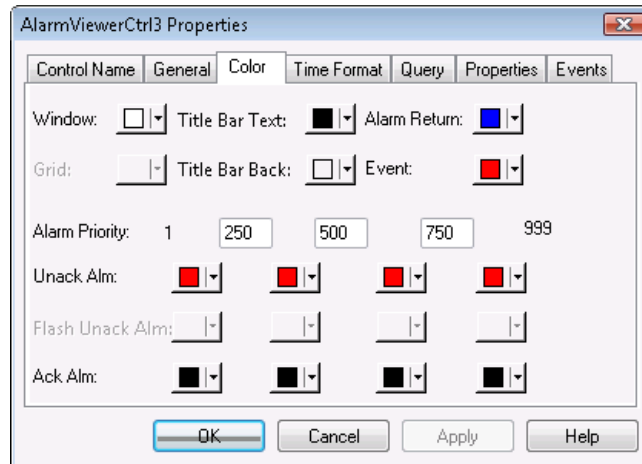 AlarmViewerCtrl3 Properties
Control Name General Color Time Format Query Properties Events
Window: Title Bar Text: Alarm Return:
Grid: Title Bar Back: Event:
Alarm Priority: 1 250 500 750 999
Unack Alm:
Flash Unack Alm:
Ack Alm:
OK Cancel Apply Help